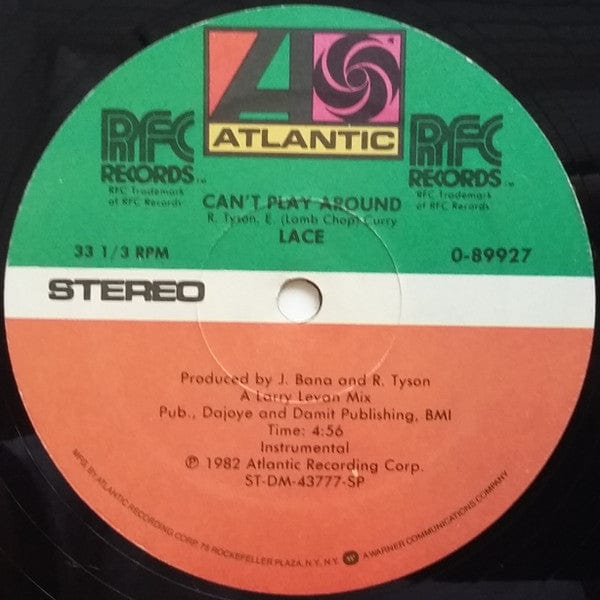 ATLANTIC
RFC
RECORDS™
RFC Trademark
of RFC Records
RFC
RECORDS™
RFC Trademark
of RFC Records
CAN'T PLAY AROUND
R. Tyson, E. (Lamb Chop) Curry
LACE
33 1/3 RPM
0-89927
STEREO
Produced by J. Bana and R. Tyson
A Larry Levan Mix
Pub., Dajoye and Damit Publishing, BMI
Time: 4:56
Instrumental
℗ 1982 Atlantic Recording Corp.
ST-DM-43777-SP
MFG. BY ATLANTIC RECORDING CORP. 75 ROCKEFELLER PLAZA, N.Y. N.Y. W A WARNER COMMUNICATIONS COMPANY